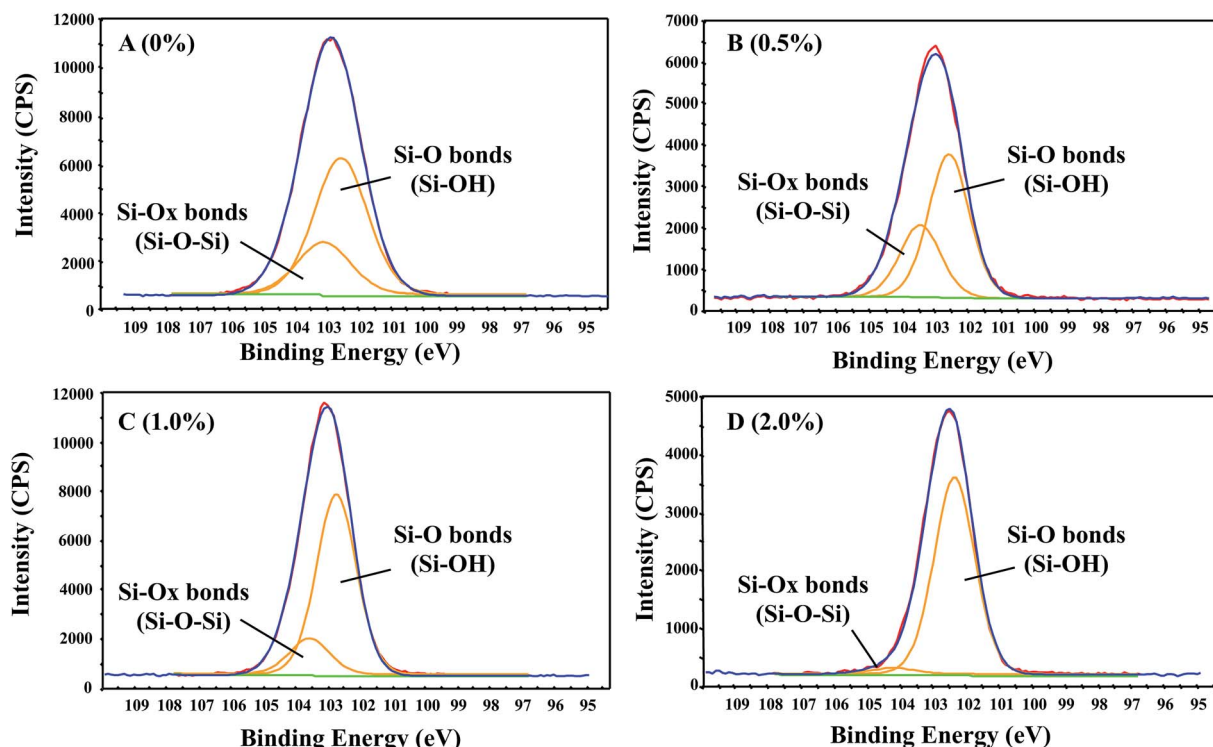 A (0%)
12000
10000
8000
6000
4000
2000
0
Intensity (CPS)
Si-O bonds
(Si-OH)
Si-Ox bonds
(Si-O-Si)
109 108 107 106 105 104 103 102 101 100 99 98 97 96 95
Binding Energy (eV)
B (0.5%)
7000
6000
5000
4000
3000
2000
1000
0
Intensity (CPS)
Si-O bonds
(Si-OH)
Si-Ox bonds
(Si-O-Si)
109 108 107 106 105 104 103 102 101 100 99 98 97 96 95
Binding Energy (eV)
C (1.0%)
12000
10000
8000
6000
4000
2000
0
Intensity (CPS)
Si-O bonds
(Si-OH)
Si-Ox bonds
(Si-O-Si)
109 108 107 106 105 104 103 102 101 100 99 98 97 96 95
Binding Energy (eV)
D (2.0%)
5000
4000
3000
2000
1000
0
Intensity (CPS)
Si-O bonds
(Si-OH)
Si-Ox bonds
(Si-O-Si)
109 108 107 106 105 104 103 102 101 100 99 98 97 96 95
Binding Energy (eV)